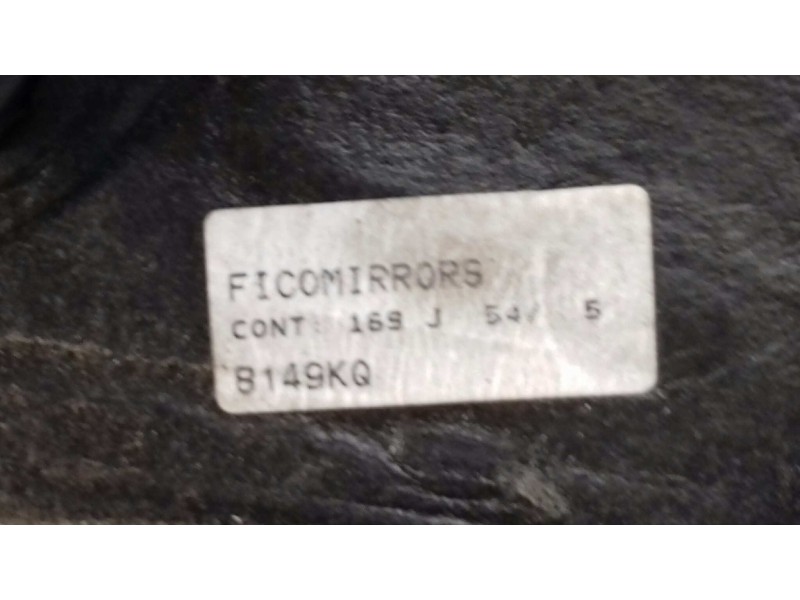 FICOMIRRORS
CONT: 169 J 54/ 5
8149KQ